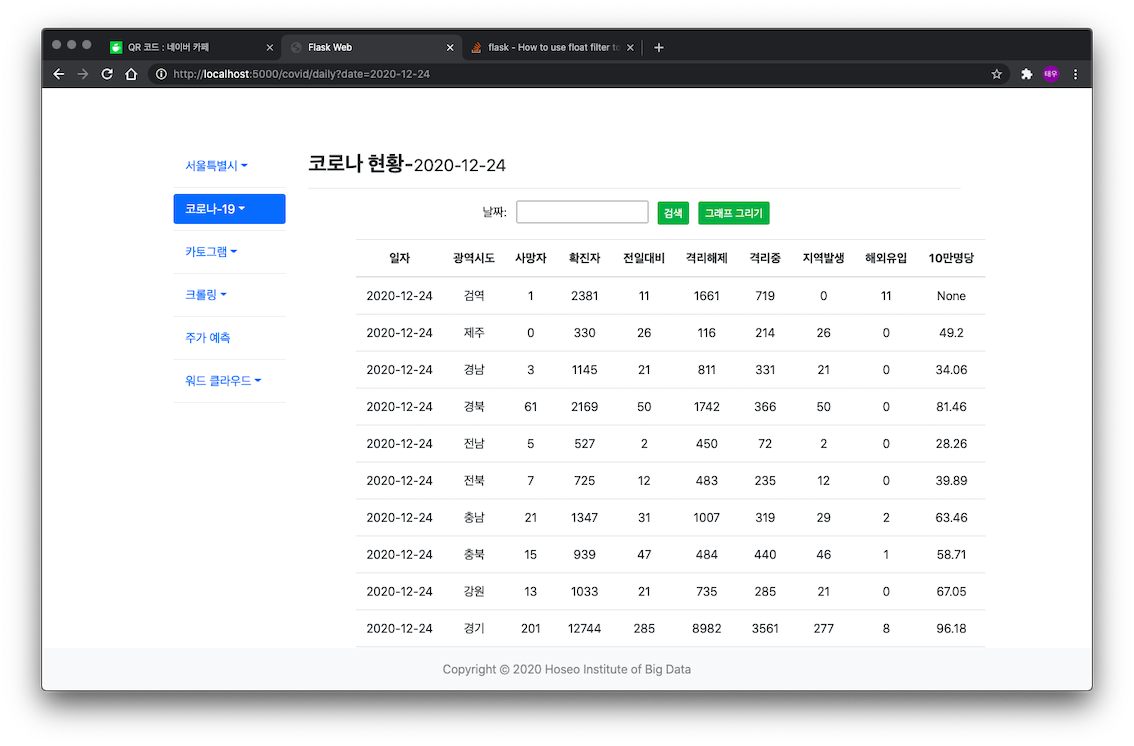 QR 코드 : 네이버 카페
Flask Web
flask - How to use float filter to
http://localhost:5000/covid/daily?date=2020-12-24
태우
서울특별시
코로나-19
카토그램
크롤링
주가 예측
워드 클라우드
코로나 현황-2020-12-24
날짜: 검색 그래프 그리기
일자 광역시도 사망자 확진자 전일대비 격리해제 격리중 지역발생 해외유입 10만명당
2020-12-24 검역 1 2381 11 1661 719 0 11 None
2020-12-24 제주 0 330 26 116 214 26 0 49.2
2020-12-24 경남 3 1145 21 811 331 21 0 34.06
2020-12-24 경북 61 2169 50 1742 366 50 0 81.46
2020-12-24 전남 5 527 2 450 72 2 0 28.26
2020-12-24 전북 7 725 12 483 235 12 0 39.89
2020-12-24 충남 21 1347 31 1007 319 29 2 63.46
2020-12-24 충북 15 939 47 484 440 46 1 58.71
2020-12-24 강원 13 1033 21 735 285 21 0 67.05
2020-12-24 경기 201 12744 285 8982 3561 277 8 96.18
Copyright © 2020 Hoseo Institute of Big Data